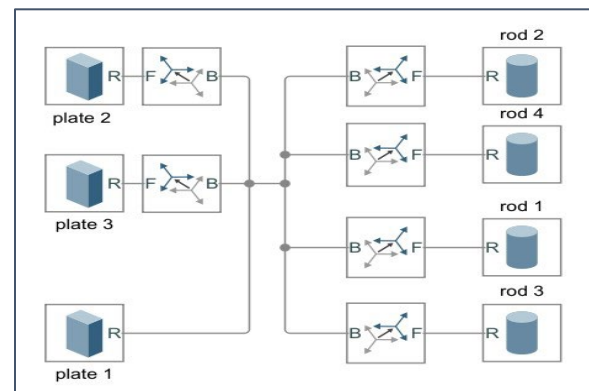 rod 2
R F B B F R
plate 2
rod 4
B F R
R F B
plate 3
rod 1
B F R
rod 3
R B F R
plate 1